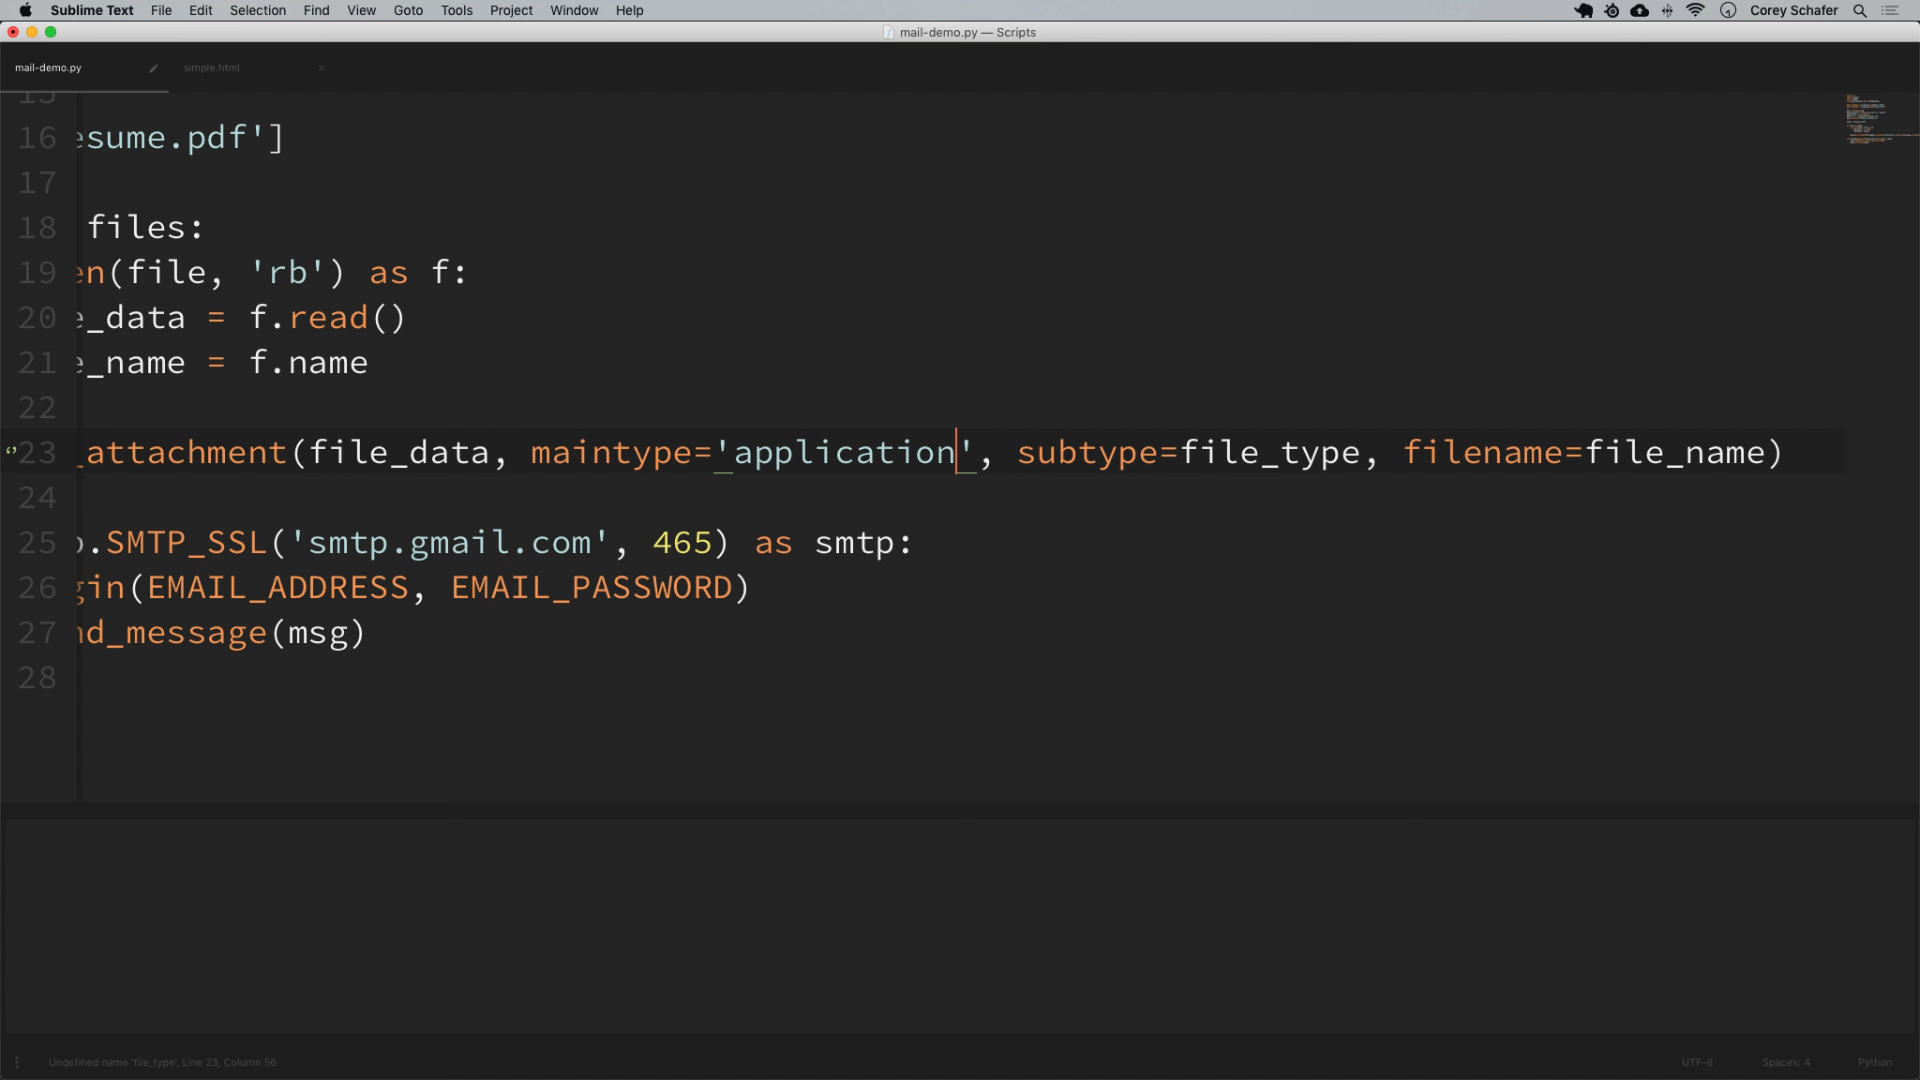 Sublime Text File Edit Selection Find View Goto Tools Project Window Help Corey Schafer
mail-demo.py — Scripts
mail-demo.py simple.html
15
16 esume.pdf']
17
18 files:
19 en(file, 'rb') as f:
20 e_data = f.read()
21 e_name = f.name
22
23 _attachment(file_data, maintype='application', subtype=file_type, filename=file_name)
24
25 p.SMTP_SSL('smtp.gmail.com', 465) as smtp:
26 gin(EMAIL_ADDRESS, EMAIL_PASSWORD)
27 nd_message(msg)
28
Undefined name 'file_type', Line 23, Column 56 UTF-8 Spaces: 4 Python